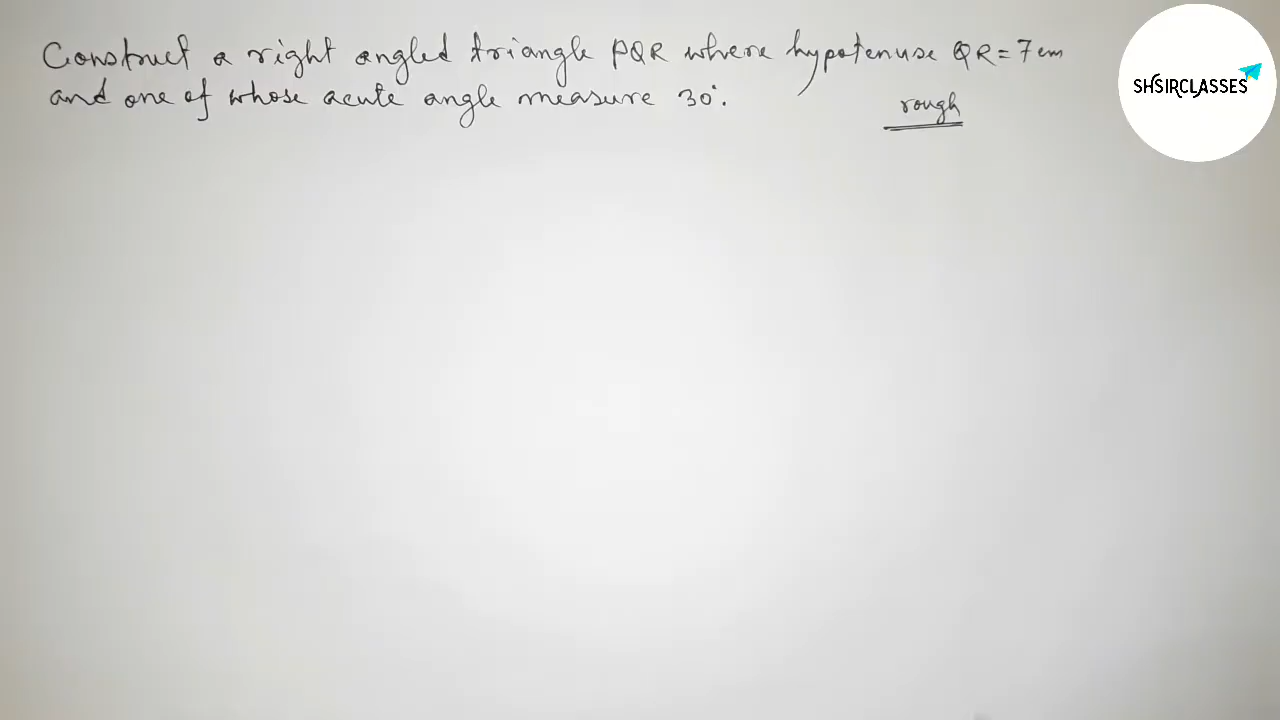 Construct a right angled triangle PQR where hypotenuse QR = 7 cm
and one of whose acute angle measure 30°.
rough
SHSIRCLASSES